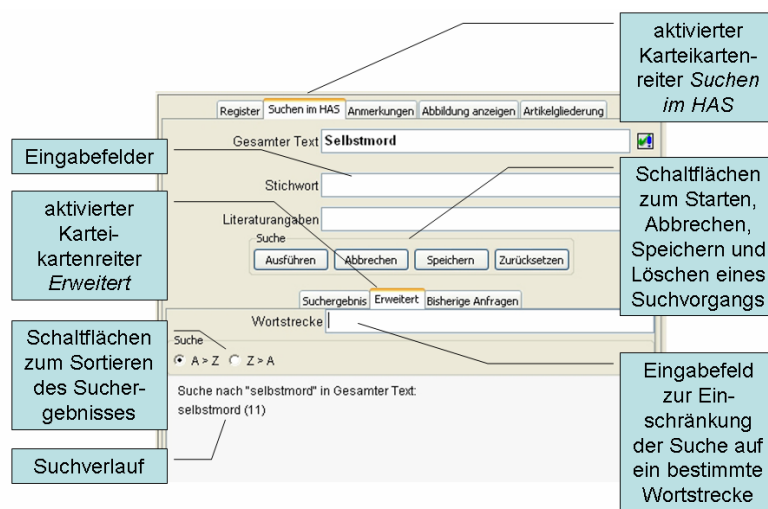 aktivierter
Karteikarten-
reiter Suchen
im HAS
Register Suchen im HAS Anmerkungen Abbildung anzeigen Artikelgliederung
Gesamter Text Selbstmord
Eingabefelder
Stichwort
Schaltflächen
zum Starten,
Abbrechen,
Speichern und
Löschen eines
Suchvorgangs
aktivierter
Kartei-
kartenreiter
Erweitert
Literaturangaben
Suche
Ausführen Abbrechen Speichern Zurücksetzen
Suchergebnis Erweitert Bisherige Anfragen
Wortstrecke
Schaltflächen
zum Sortieren
des Sucher-
gebnisses
Suche
A > Z Z > A
Eingabefeld
zur Ein-
schränkung
der Suche auf
ein bestimmte
Wortstrecke
Suche nach "selbstmord" in Gesamter Text:
selbstmord (11)
Suchverlauf